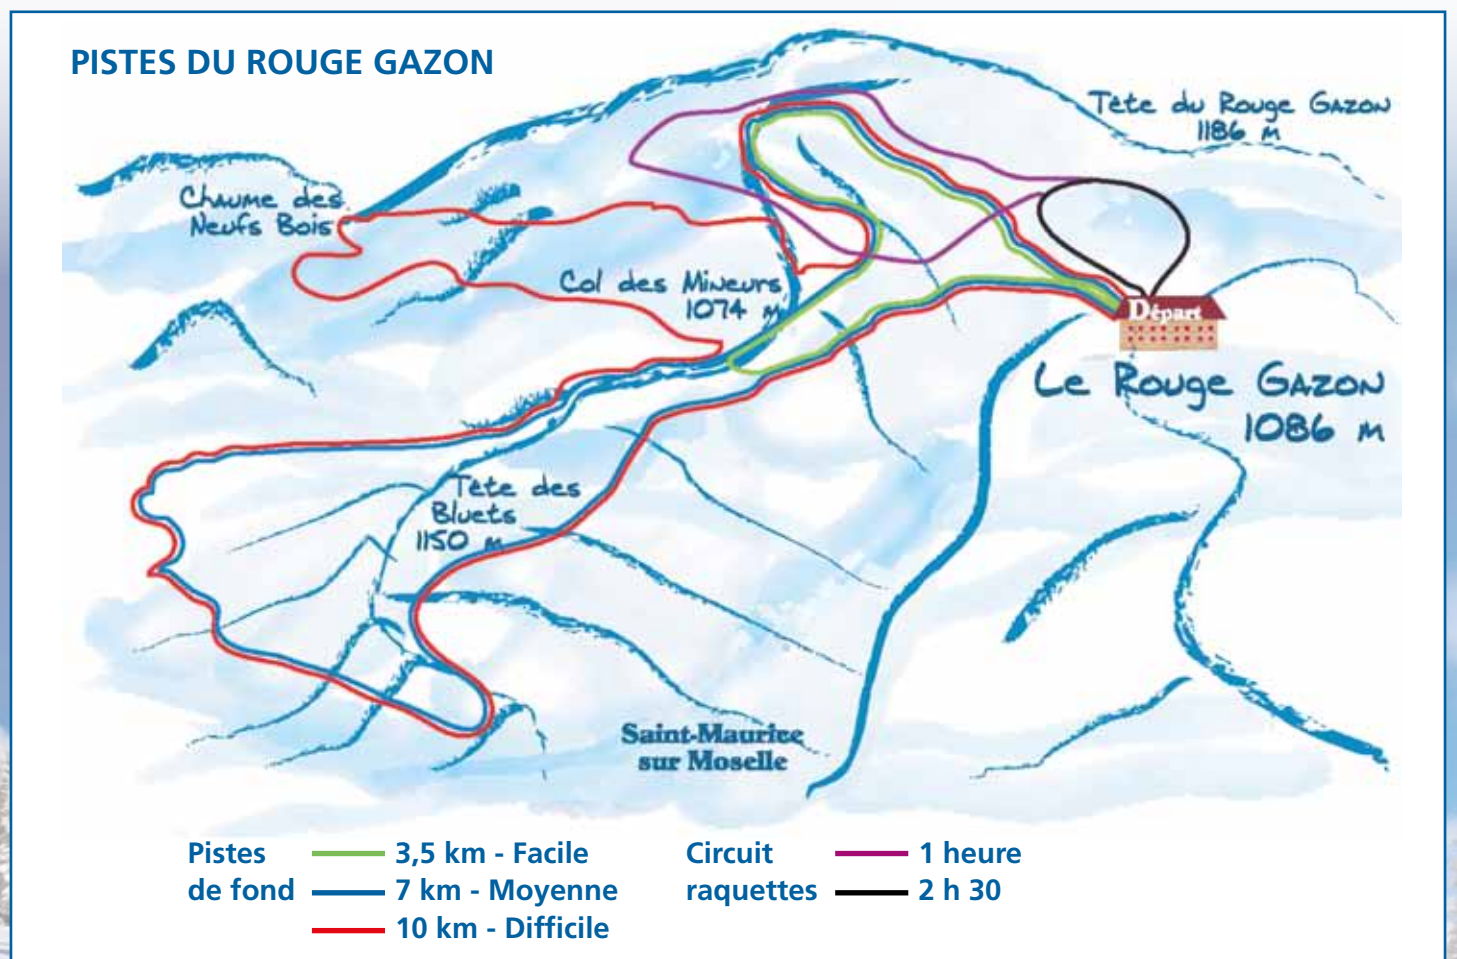 PISTES DU ROUGE GAZON
Tête du Rouge Gazon
1186 m
Chaume des
Neufs Bois
Col des Mineurs
1074 m
Départ
Le Rouge Gazon
1086 m
Tête des
Bluets
1150 m
Saint-Maurice
sur Moselle
Pistes
de fond
3,5 km - Facile
7 km - Moyenne
10 km - Difficile
Circuit
raquettes
1 heure
2 h 30